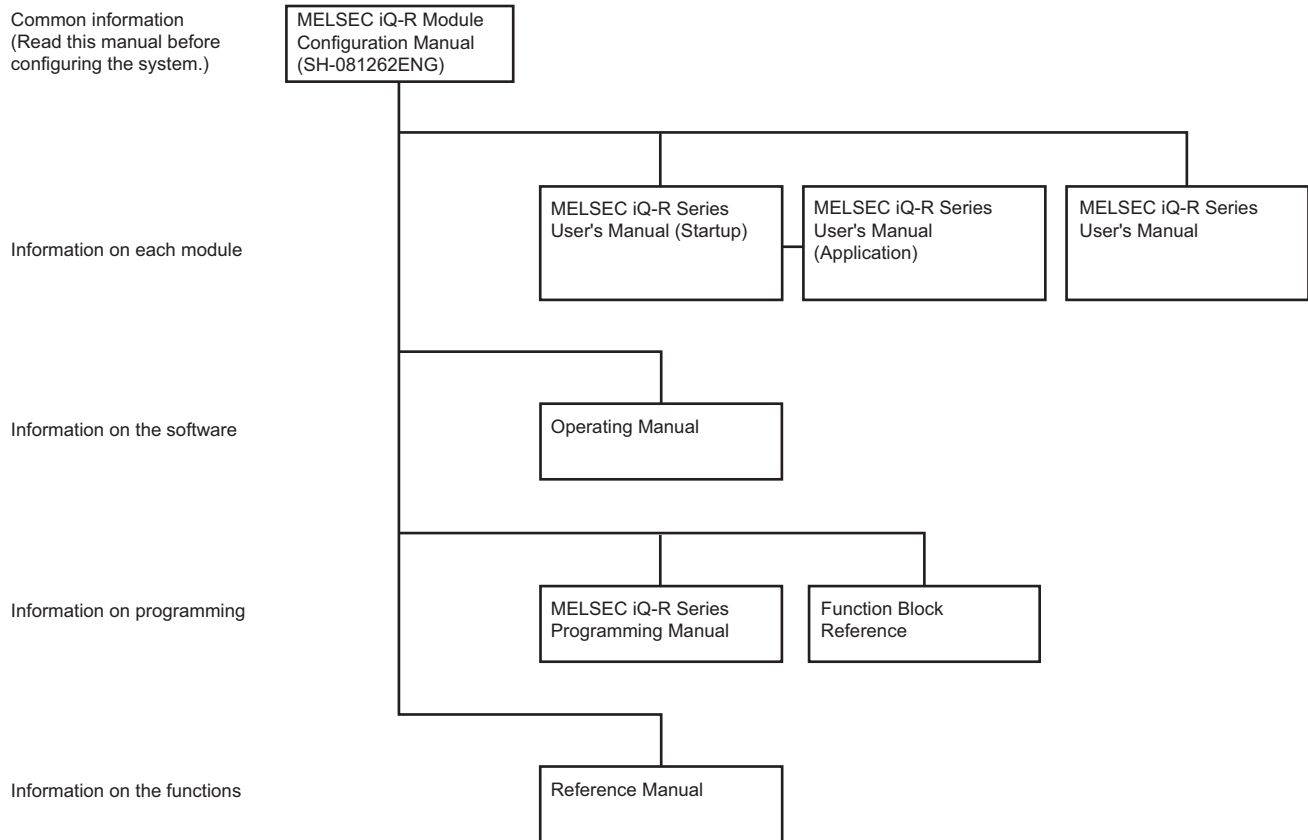 Common information
(Read this manual before
configuring the system.)
MELSEC iQ-R Module
Configuration Manual
(SH-081262ENG)
Information on each module
MELSEC iQ-R Series
User's Manual (Startup)
MELSEC iQ-R Series
User's Manual
(Application)
MELSEC iQ-R Series
User's Manual
Information on the software
Operating Manual
Information on programming
MELSEC iQ-R Series
Programming Manual
Function Block
Reference
Information on the functions
Reference Manual